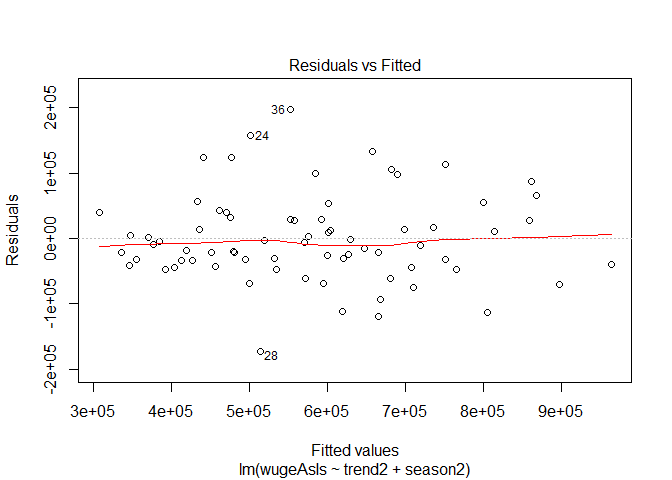 Residuals vs Fitted
Residuals
2e+05
1e+05
0e+00
-1e+05
-2e+05
36
24
28
3e+05 4e+05 5e+05 6e+05 7e+05 8e+05 9e+05
Fitted values
lm(wugeAsIs ~ trend2 + season2)